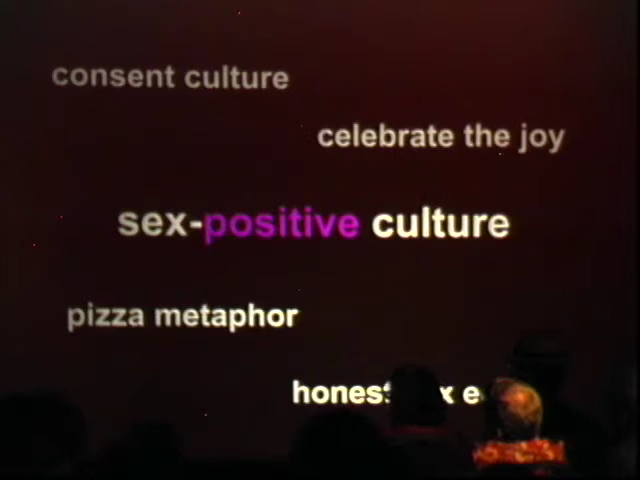 consent culture
celebrate the joy
sex-positive culture
pizza metaphor